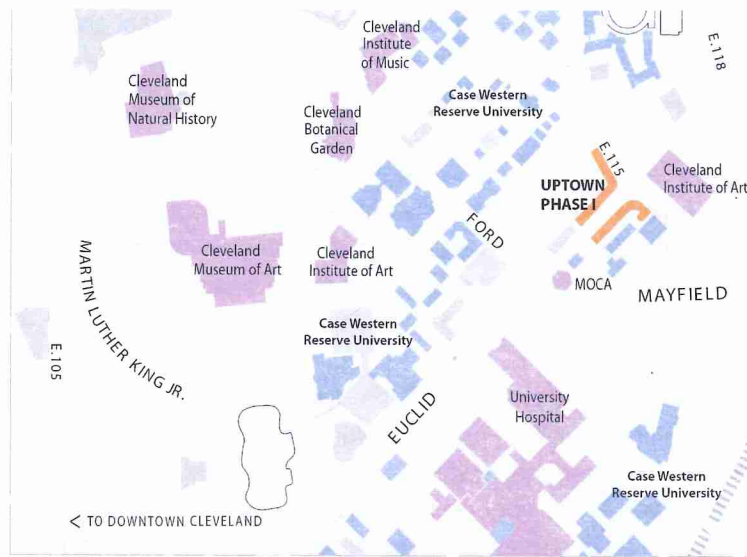 Cleveland
Institute
of Music
E.118
Cleveland
Museum of
Natural History
Case Western
Reserve University
Cleveland
Botanical
Garden
E.115
UPTOWN
PHASE I
Cleveland
Institute of Art
FORD
Cleveland
Museum of Art
Cleveland
Institute of Art
MOCA
MAYFIELD
MARTIN LUTHER KING JR.
E.105
Case Western
Reserve University
EUCLID
University
Hospital
Case Western
Reserve University
< TO DOWNTOWN CLEVELAND